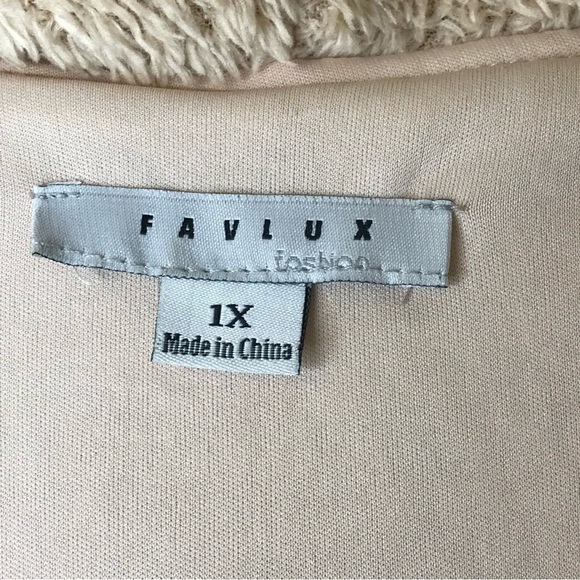 FAVLUX
fashion
1X
Made in China